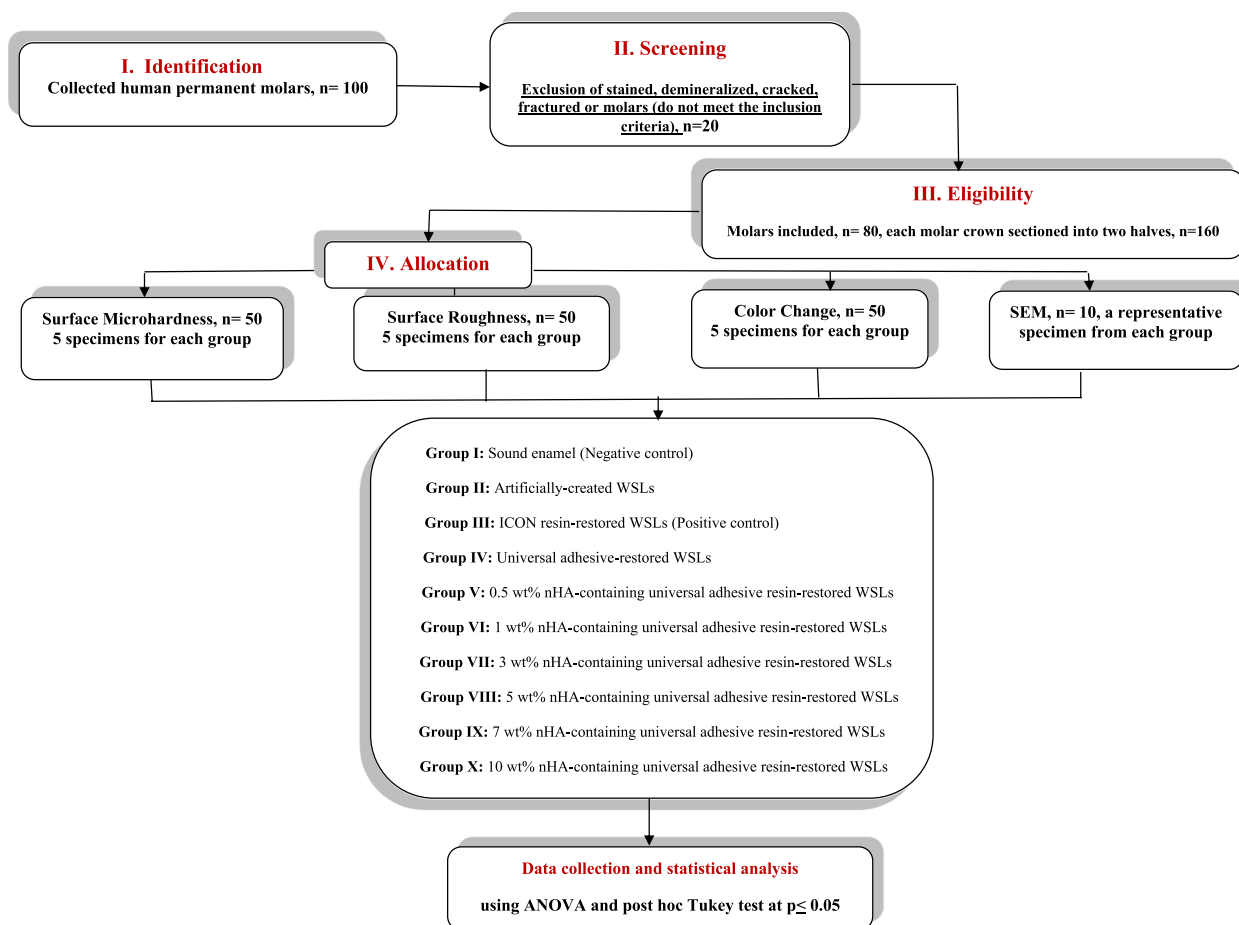 I. Identification
Collected human permanent molars, n= 100
II. Screening
Exclusion of stained, demineralized, cracked,
fractured or molars (do not meet the inclusion
criteria), n=20
III. Eligibility
Molars included, n= 80, each molar crown sectioned into two halves, n=160
IV. Allocation
Surface Microhardness, n= 50
5 specimens for each group
Surface Roughness, n= 50
5 specimens for each group
Color Change, n= 50
5 specimens for each group
SEM, n= 10, a representative
specimen from each group
Group I: Sound enamel (Negative control)
Group II: Artificially-created WSLs
Group III: ICON resin-restored WSLs (Positive control)
Group IV: Universal adhesive-restored WSLs
Group V: 0.5 wt% nHA-containing universal adhesive resin-restored WSLs
Group VI: 1 wt% nHA-containing universal adhesive resin-restored WSLs
Group VII: 3 wt% nHA-containing universal adhesive resin-restored WSLs
Group VIII: 5 wt% nHA-containing universal adhesive resin-restored WSLs
Group IX: 7 wt% nHA-containing universal adhesive resin-restored WSLs
Group X: 10 wt% nHA-containing universal adhesive resin-restored WSLs
Data collection and statistical analysis
using ANOVA and post hoc Tukey test at p≤ 0.05